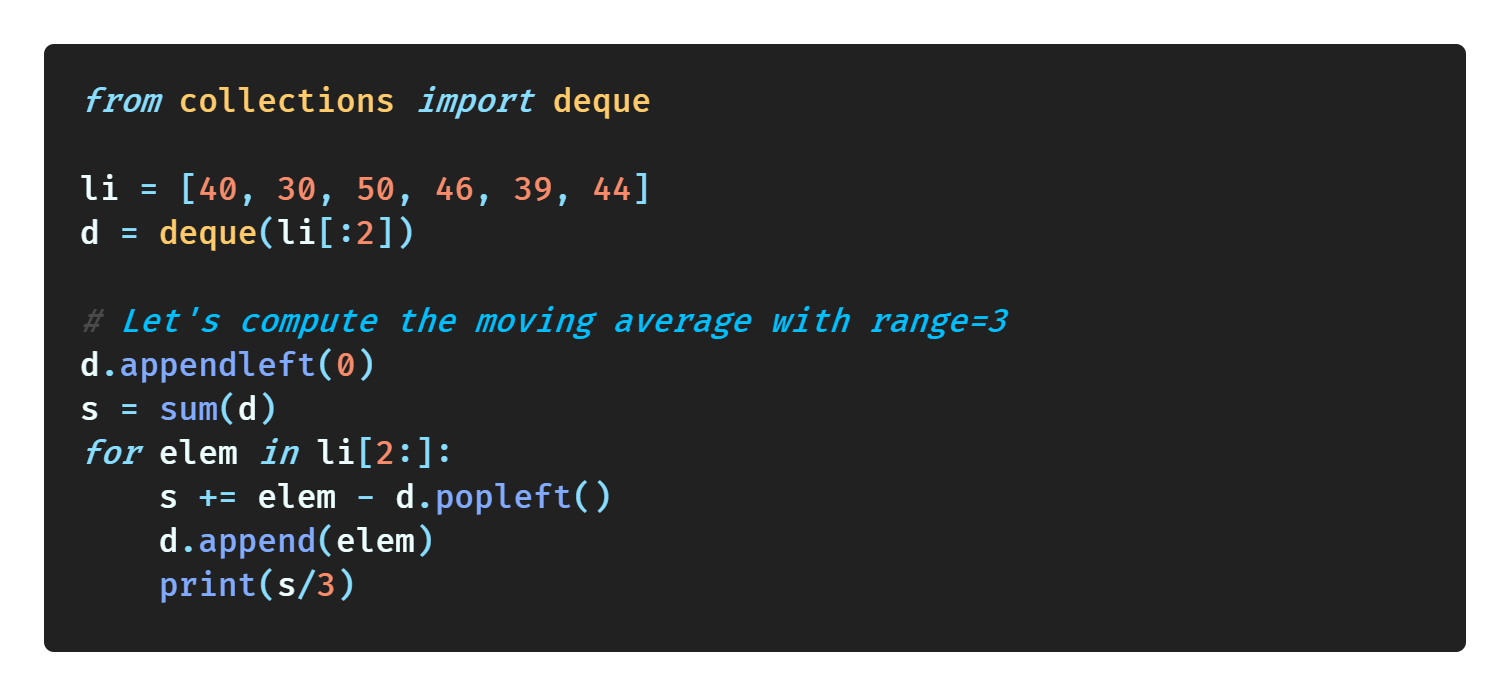 from collections import deque
li = [40, 30, 50, 46, 39, 44]
d = deque(li[:2])
# Let's compute the moving average with range=3
d.appendleft(0)
s = sum(d)
for elem in li[2:]:
    s += elem - d.popleft()
    d.append(elem)
    print(s/3)